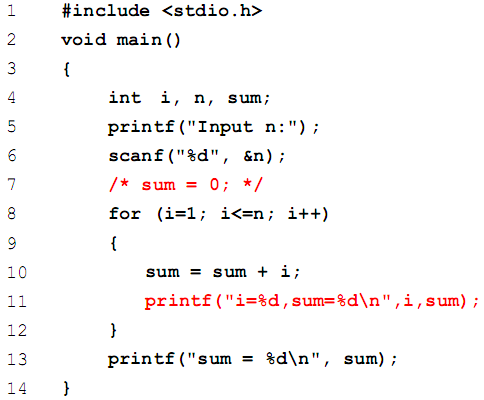 1 #include <stdio.h>
2 void main()
3 {
4 int i, n, sum;
5 printf("Input n:");
6 scanf("%d", &n);
7 /* sum = 0; */
8 for (i=1; i<=n; i++)
9 {
10 sum = sum + i;
11 printf("i=%d,sum=%d\n",i,sum);
12 }
13 printf("sum = %d\n", sum);
14 }